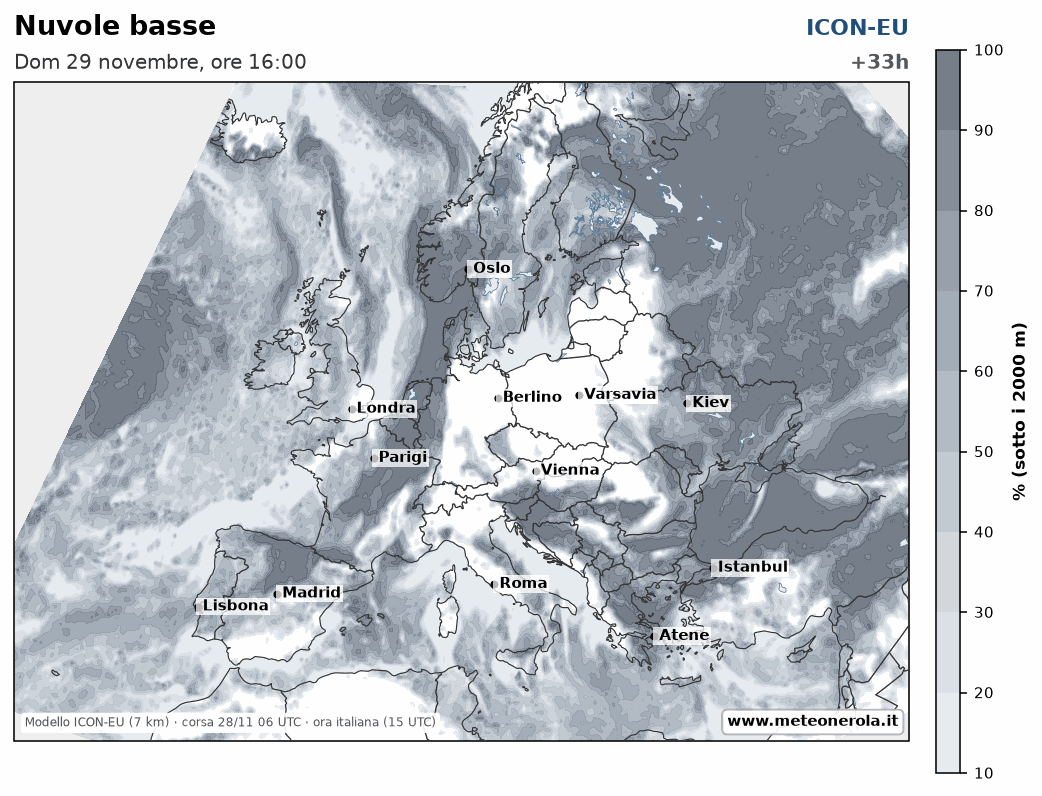 Nuvole basse
ICON-EU
Dom 29 novembre, ore 16:00
+33h
100
90
80
70
60
50
40
30
20
10
% (sotto i 2000 m)
Oslo
Londra
Berlino
Varsavia
Kiev
Parigi
Vienna
Istanbul
Roma
Madrid
Lisbona
Atene
Modello ICON-EU (7 km) · corsa 28/11 06 UTC · ora italiana (15 UTC)
www.meteonerola.it